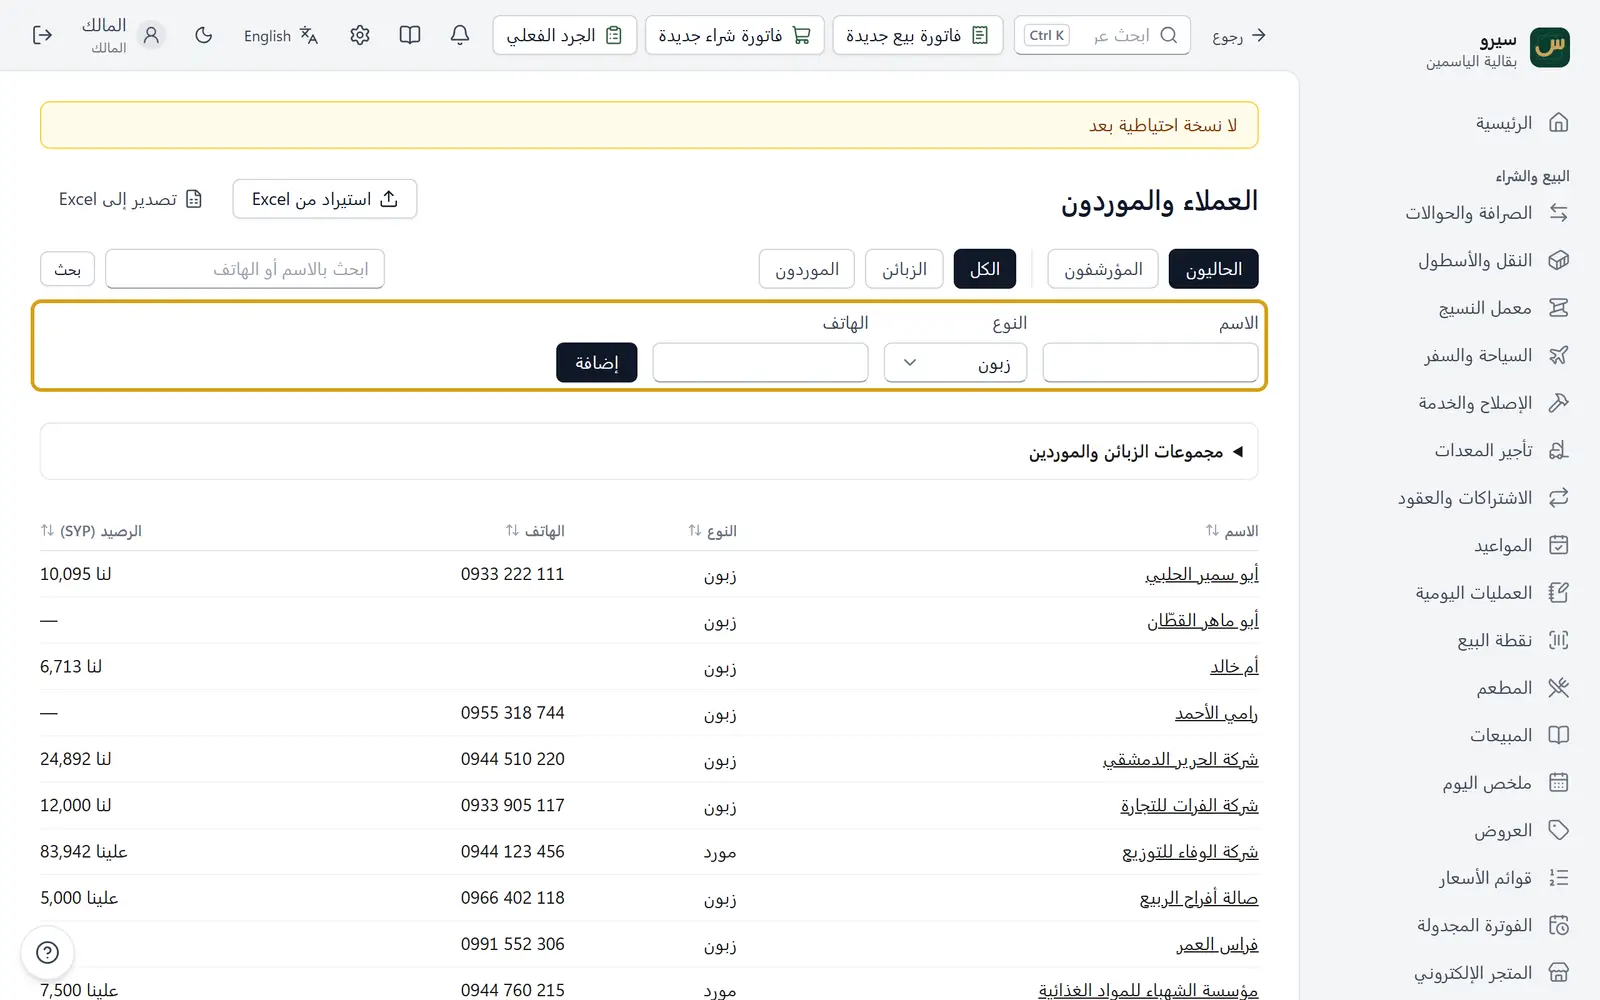 سيرو
بقالية الياسمين
رجوع
ابحث عن
Ctrl K
فاتورة بيع جديدة
فاتورة شراء جديدة
الجرد الفعلي
English
المالك
المالك
الرئيسية
البيع والشراء
الصرافة والحوالات
النقل والأسطول
معمل النسيج
السياحة والسفر
الإصلاح والخدمة
تأجير المعدات
الاشتراكات والعقود
المواعيد
العمليات اليومية
نقطة البيع
المطعم
المبيعات
ملخص اليوم
العروض
قوائم الأسعار
الفوترة المجدولة
المتجر الإلكتروني
لا نسخة احتياطية بعد
العملاء والموردون
استيراد من Excel
تصدير إلى Excel
الحاليون
المؤرشفون
الكل
الزبائن
الموردون
ابحث بالاسم أو الهاتف
بحث
الاسم النوع الهاتف
زبون
إضافة
مجموعات الزبائن والموردين
الاسم النوع الهاتف الرصيد (SYP)
أبو سمير الحلبي زبون 0933 222 111 لنا 10,095
أبو ماهر القطّان زبون —
أم خالد زبون لنا 6,713
رامي الأحمد زبون 0955 318 744 —
شركة الحرير الدمشقي زبون 0944 510 220 لنا 24,892
شركة الفرات للتجارة زبون 0933 905 117 لنا 12,000
شركة الوفاء للتوزيع مورد 0944 123 456 علينا 83,942
صالة أفراح الربيع زبون 0966 402 118 علينا 5,000
فراس العمر زبون 0991 552 306
مؤسسة الشهباء للمواد الغذائية مورد 0944 760 215 علينا 7,500